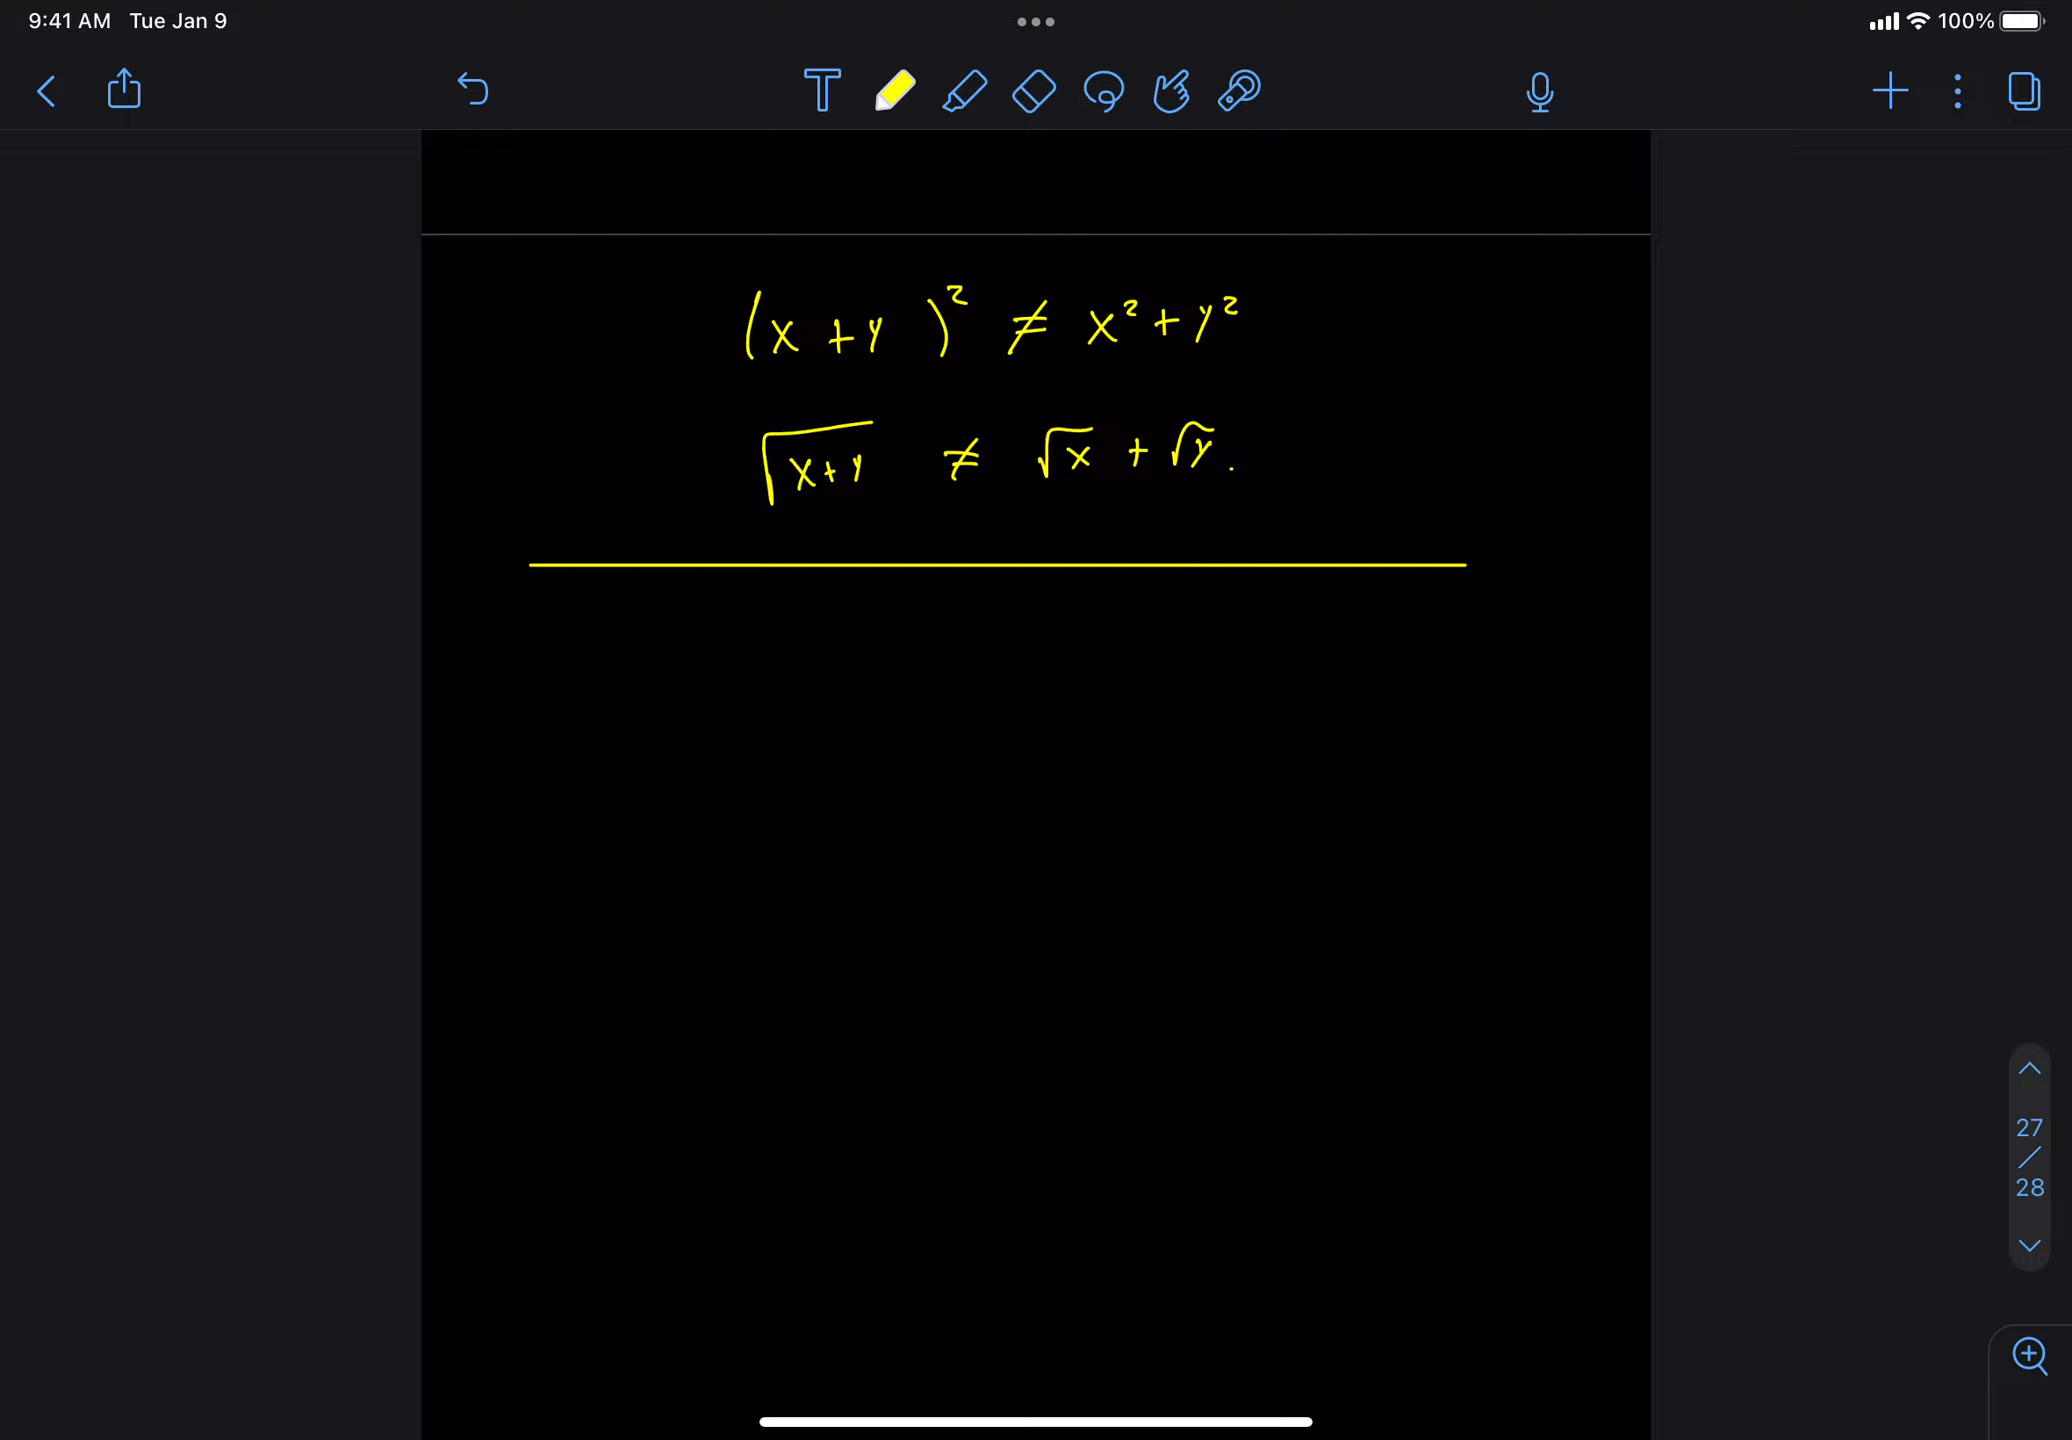 9:41 AM Tue Jan 9
100%
(x + y)² ≠ x² + y²
√(x+y) ≠ √x + √y.
27
/
28